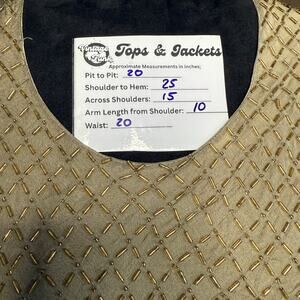 Vintage Funk
Tops & Jackets
Approximate Measurements in inches;
Pit to Pit: 20
Shoulder to Hem: 25
Across Shoulders: 15
Arm Length from Shoulder: 10
Waist: 20